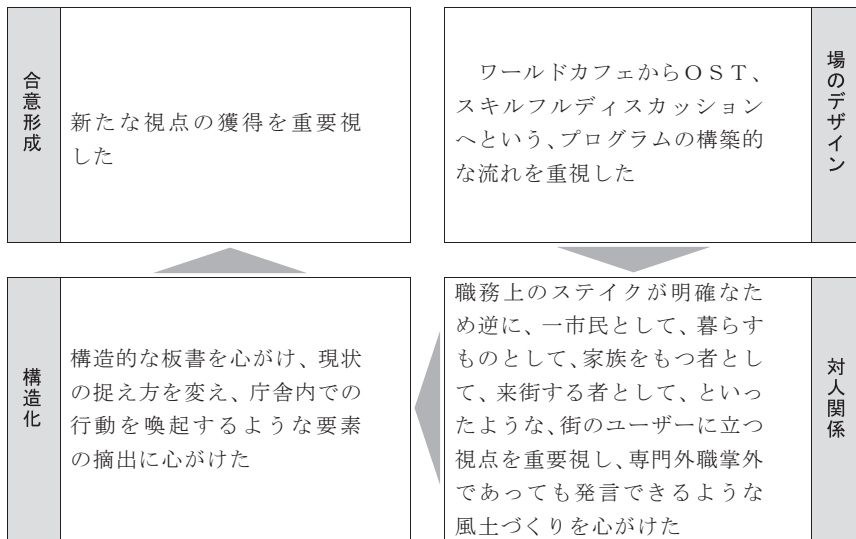 場のデザイン
ワールドカフェからＯＳＴ、
スキルフルディスカッション
へという、プログラムの構築的
な流れを重視した
対人関係
職務上のステイクが明確なた
め逆に、一市民として、暮らす
ものとして、家族をもつ者とし
て、来街する者として、といっ
たような、街のユーザーに立つ
視点を重要視し、専門外職掌外
であっても発言できるような
風土づくりを心がけた
構造化
構造的な板書を心がけ、現状
の捉え方を変え、庁舎内での
行動を喚起するような要素
の摘出に心がけた
合意形成
新たな視点の獲得を重要視
した